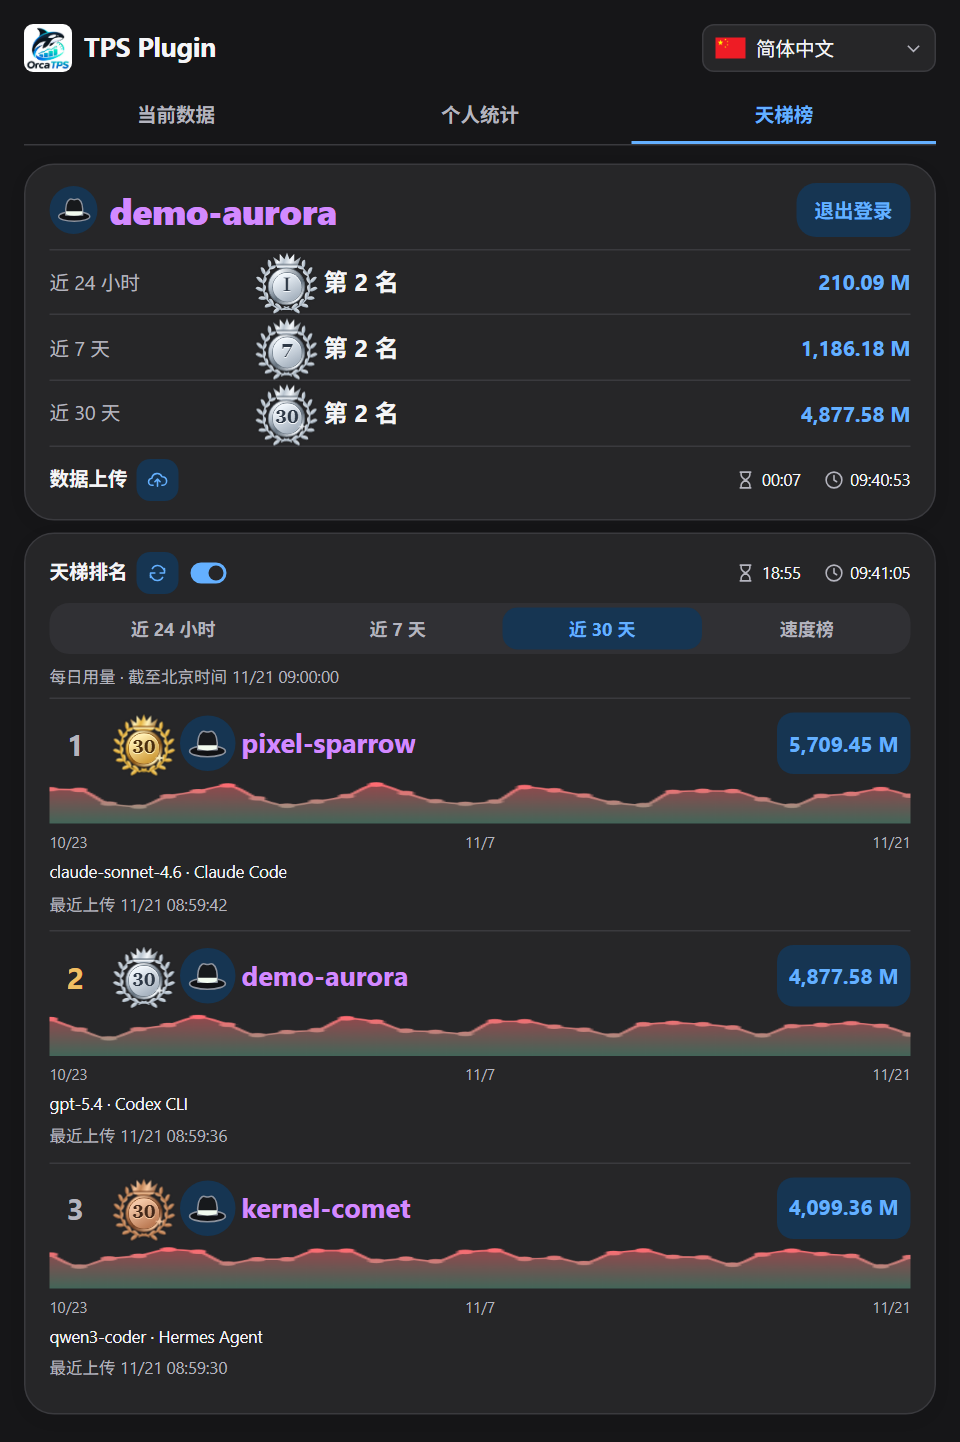 OrcaTPS
TPS Plugin
简体中文
当前数据
个人统计
天梯榜
demo-aurora
退出登录
近 24 小时
1
第 2 名
210.09 M
近 7 天
7
第 2 名
1,186.18 M
近 30 天
30
第 2 名
4,877.58 M
数据上传
00:07
09:40:53
天梯排名
18:55
09:41:05
近 24 小时
近 7 天
近 30 天
速度榜
每日用量 · 截至北京时间 11/21 09:00:00
1
30
pixel-sparrow
5,709.45 M
10/23
11/7
11/21
claude-sonnet-4.6 · Claude Code
最近上传 11/21 08:59:42
2
30
demo-aurora
4,877.58 M
10/23
11/7
11/21
gpt-5.4 · Codex CLI
最近上传 11/21 08:59:36
3
30
kernel-comet
4,099.36 M
10/23
11/7
11/21
qwen3-coder · Hermes Agent
最近上传 11/21 08:59:30